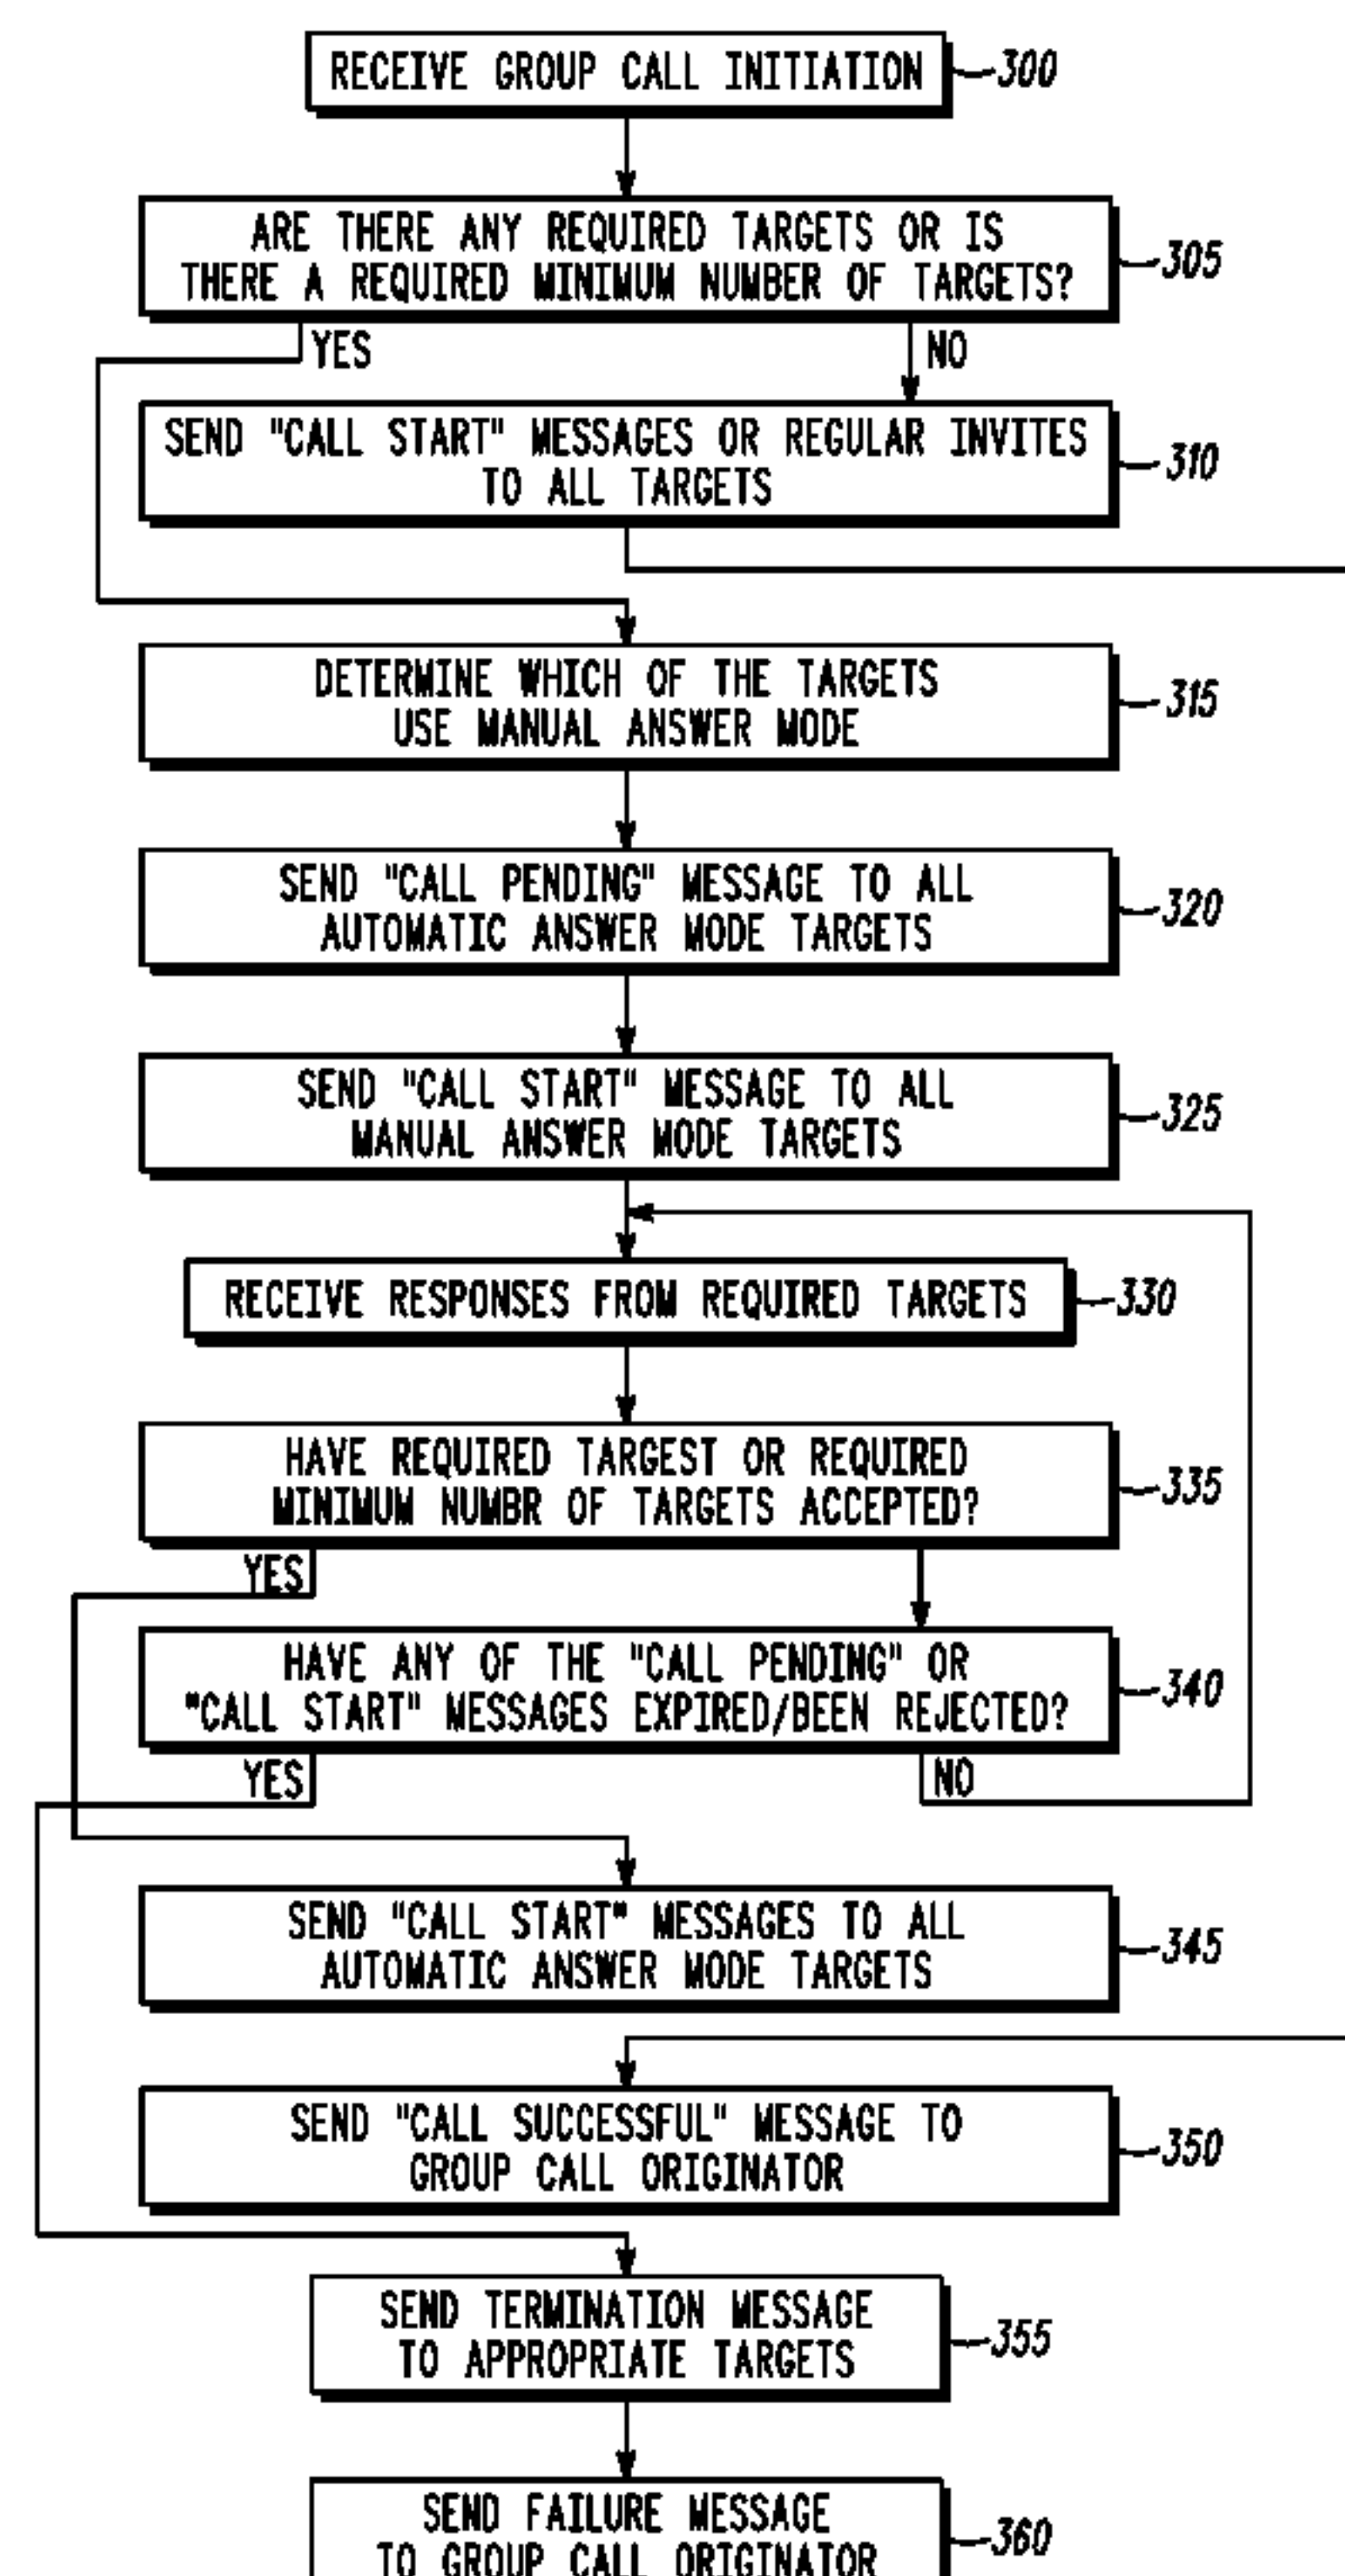 RECEIVE GROUP CALL INITIATION
300
ARE THERE ANY REQUIRED TARGETS OR IS
THERE A REQUIRED MINIMUM NUMBER OF TARGETS?
305
YES
NO
SEND "CALL START" MESSAGES OR REGULAR INVITES
TO ALL TARGETS
310
DETERMINE WHICH OF THE TARGETS
USE MANUAL ANSWER MODE
315
SEND "CALL PENDING" MESSAGE TO ALL
AUTOMATIC ANSWER MODE TARGETS
320
SEND "CALL START" MESSAGE TO ALL
MANUAL ANSWER MODE TARGETS
325
RECEIVE RESPONSES FROM REQUIRED TARGETS
330
HAVE REQUIRED TARGEST OR REQUIRED
MINIMUM NUMBR OF TARGETS ACCEPTED?
335
YES
HAVE ANY OF THE "CALL PENDING" OR
"CALL START" MESSAGES EXPIRED/BEEN REJECTED?
340
YES
NO
SEND "CALL START" MESSAGES TO ALL
AUTOMATIC ANSWER MODE TARGETS
345
SEND "CALL SUCCESSFUL" MESSAGE TO
GROUP CALL ORIGINATOR
350
SEND TERMINATION MESSAGE
TO APPROPRIATE TARGETS
355
SEND FAILURE MESSAGE
TO GROUP CALL ORIGINATOR
360